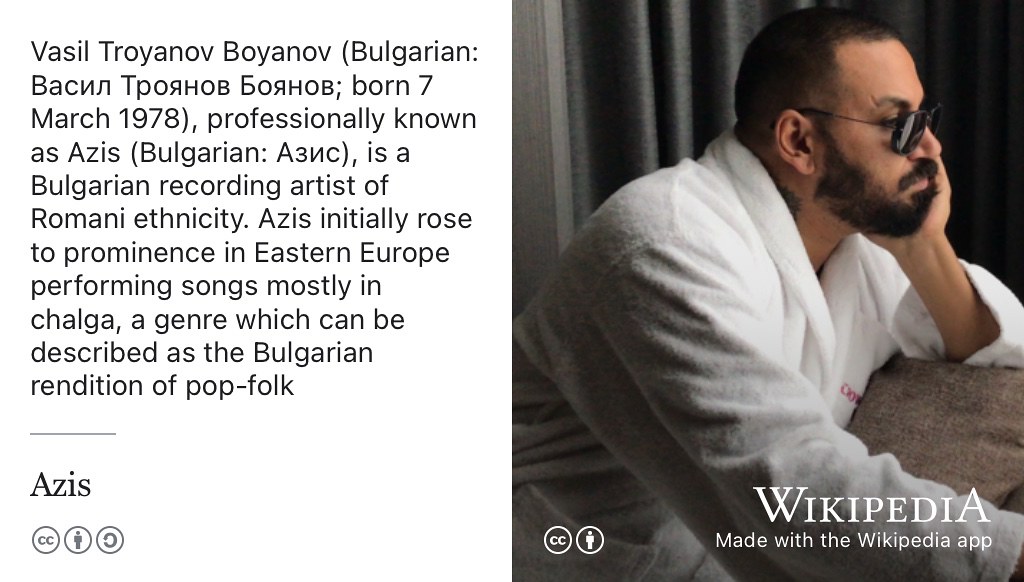 Vasil Troyanov Boyanov (Bulgarian:
Васил Троянов Боянов; born 7
March 1978), professionally known
as Azis (Bulgarian: Азис), is a
Bulgarian recording artist of
Romani ethnicity. Azis initially rose
to prominence in Eastern Europe
performing songs mostly in
chalga, a genre which can be
described as the Bulgarian
rendition of pop-folk
Azis
cc
cc
WIKIPEDIA
Made with the Wikipedia app